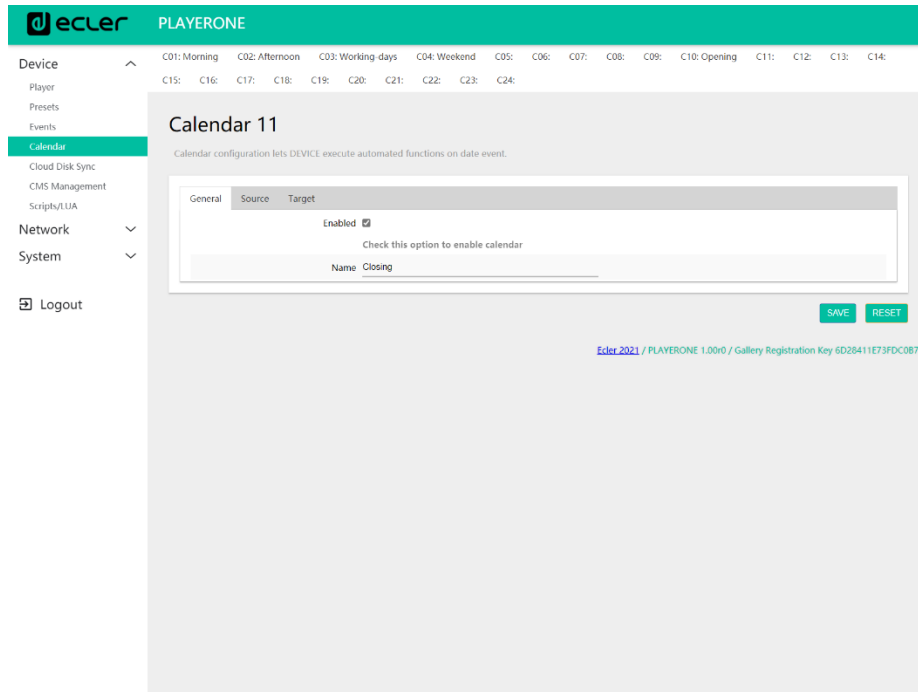 ecler
PLAYERONE
Device
Player
Presets
Events
Calendar
Cloud Disk Sync
CMS Management
Scripts/LUA
Network
System
Logout
C01: Morning C02: Afternoon C03: Working-days C04: Weekend C05: C06: C07: C08: C09: C10: Opening C11: C12: C13: C14:
C15: C16: C17: C18: C19: C20: C21: C22: C23: C24:
Calendar 11
Calendar configuration lets DEVICE execute automated functions on date event.
General Source Target
Enabled
Check this option to enable calendar
Name Closing
SAVE RESET
Ecler 2021 / PLAYERONE 1.00r0 / Gallery Registration Key 6D28411E73FDC0B7